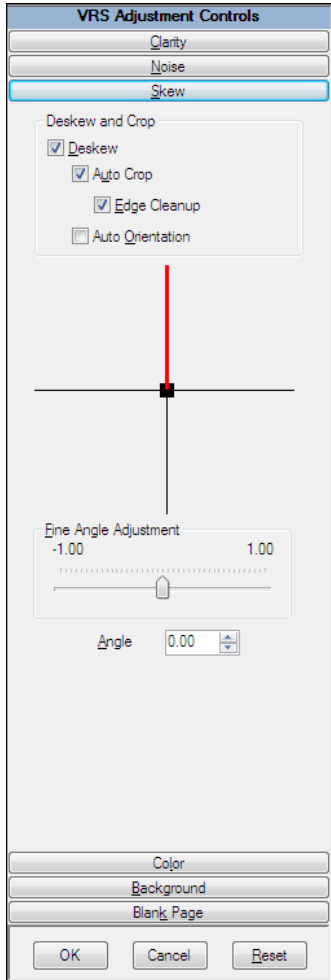 VRS Adjustment Controls
Clarity
Noise
Skew
Deskew and Crop
Deskew
Auto Crop
Edge Cleanup
Auto Orientation
Fine Angle Adjustment
-1.00 1.00
Angle 0.00
Color
Background
Blank Page
OK Cancel Reset